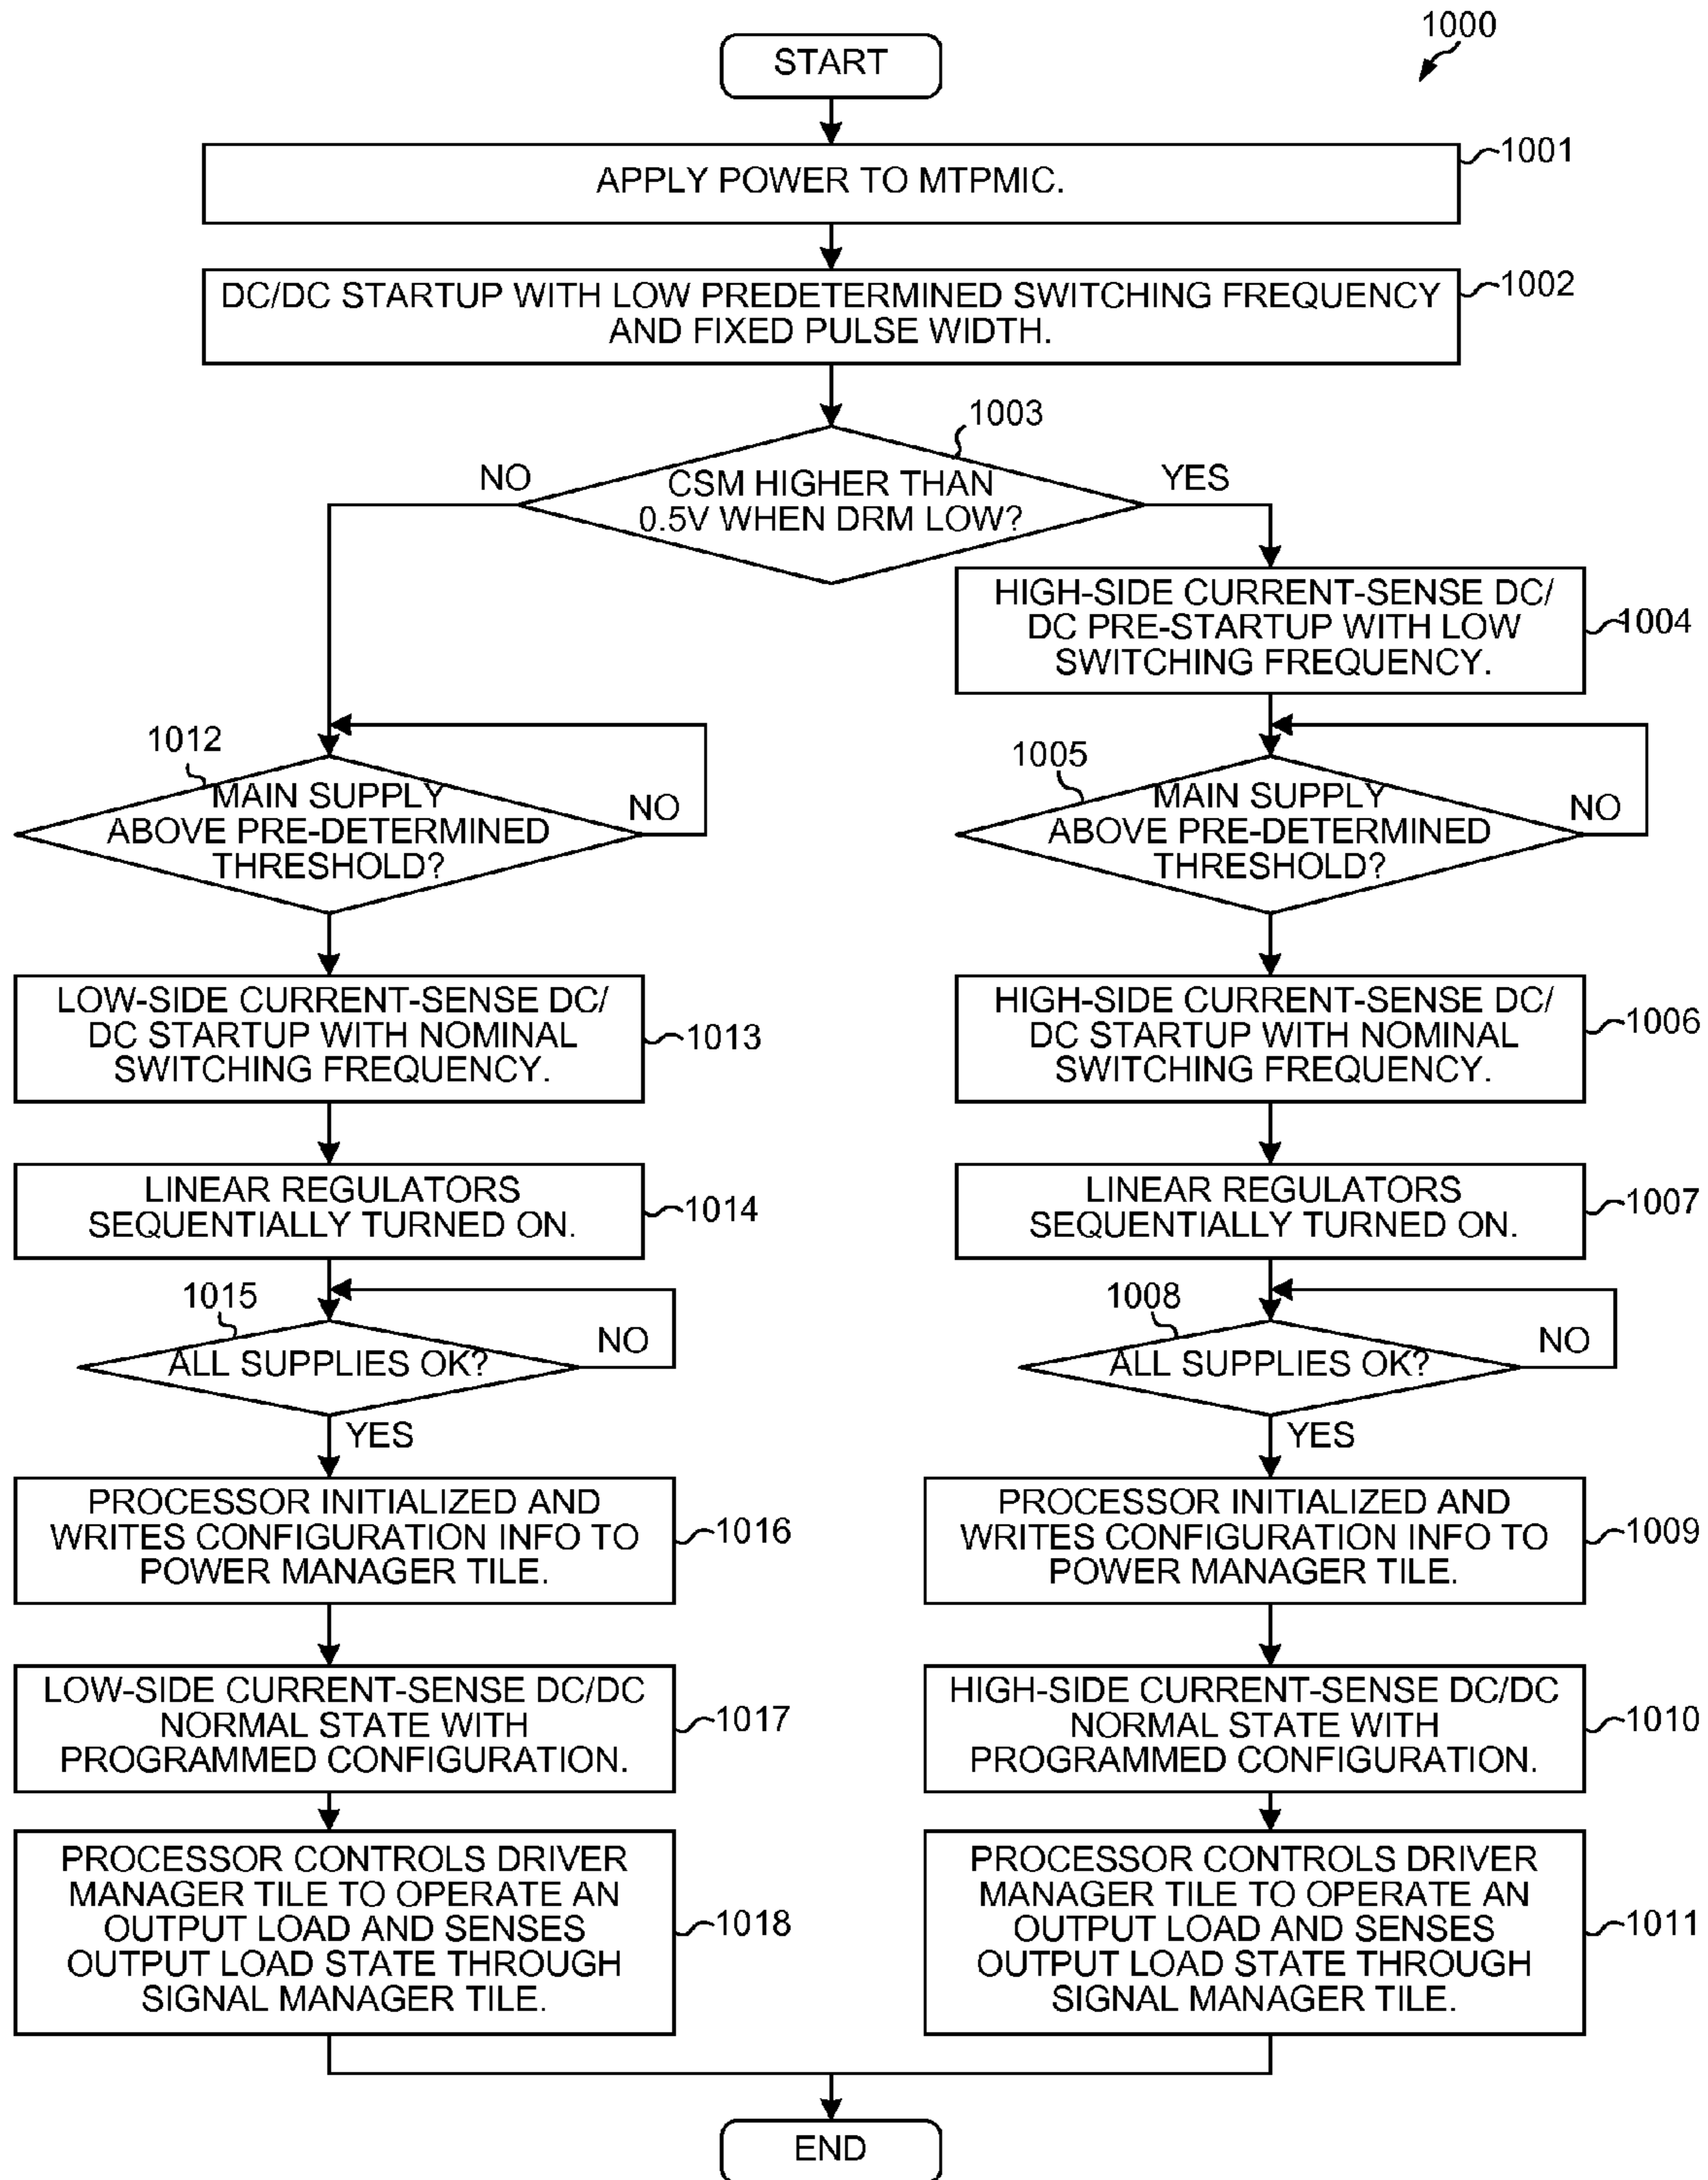 1000
START
APPLY POWER TO MTPMIC.
1001
DC/DC STARTUP WITH LOW PREDETERMINED SWITCHING FREQUENCY
AND FIXED PULSE WIDTH.
1002
1003
CSM HIGHER THAN
0.5V WHEN DRM LOW?
NO
YES
HIGH-SIDE CURRENT-SENSE DC/
DC PRE-STARTUP WITH LOW
SWITCHING FREQUENCY.
1004
1012
MAIN SUPPLY
ABOVE PRE-DETERMINED
THRESHOLD?
NO
1005
MAIN SUPPLY
ABOVE PRE-DETERMINED
THRESHOLD?
NO
LOW-SIDE CURRENT-SENSE DC/
DC STARTUP WITH NOMINAL
SWITCHING FREQUENCY.
1013
HIGH-SIDE CURRENT-SENSE DC/
DC STARTUP WITH NOMINAL
SWITCHING FREQUENCY.
1006
LINEAR REGULATORS
SEQUENTIALLY TURNED ON.
1014
LINEAR REGULATORS
SEQUENTIALLY TURNED ON.
1007
1015
ALL SUPPLIES OK?
NO
YES
1008
ALL SUPPLIES OK?
NO
YES
PROCESSOR INITIALIZED AND
WRITES CONFIGURATION INFO TO
POWER MANAGER TILE.
1016
PROCESSOR INITIALIZED AND
WRITES CONFIGURATION INFO TO
POWER MANAGER TILE.
1009
LOW-SIDE CURRENT-SENSE DC/DC
NORMAL STATE WITH
PROGRAMMED CONFIGURATION.
1017
HIGH-SIDE CURRENT-SENSE DC/DC
NORMAL STATE WITH
PROGRAMMED CONFIGURATION.
1010
PROCESSOR CONTROLS DRIVER
MANAGER TILE TO OPERATE AN
OUTPUT LOAD AND SENSES
OUTPUT LOAD STATE THROUGH
SIGNAL MANAGER TILE.
1018
PROCESSOR CONTROLS DRIVER
MANAGER TILE TO OPERATE AN
OUTPUT LOAD AND SENSES
OUTPUT LOAD STATE THROUGH
SIGNAL MANAGER TILE.
1011
END